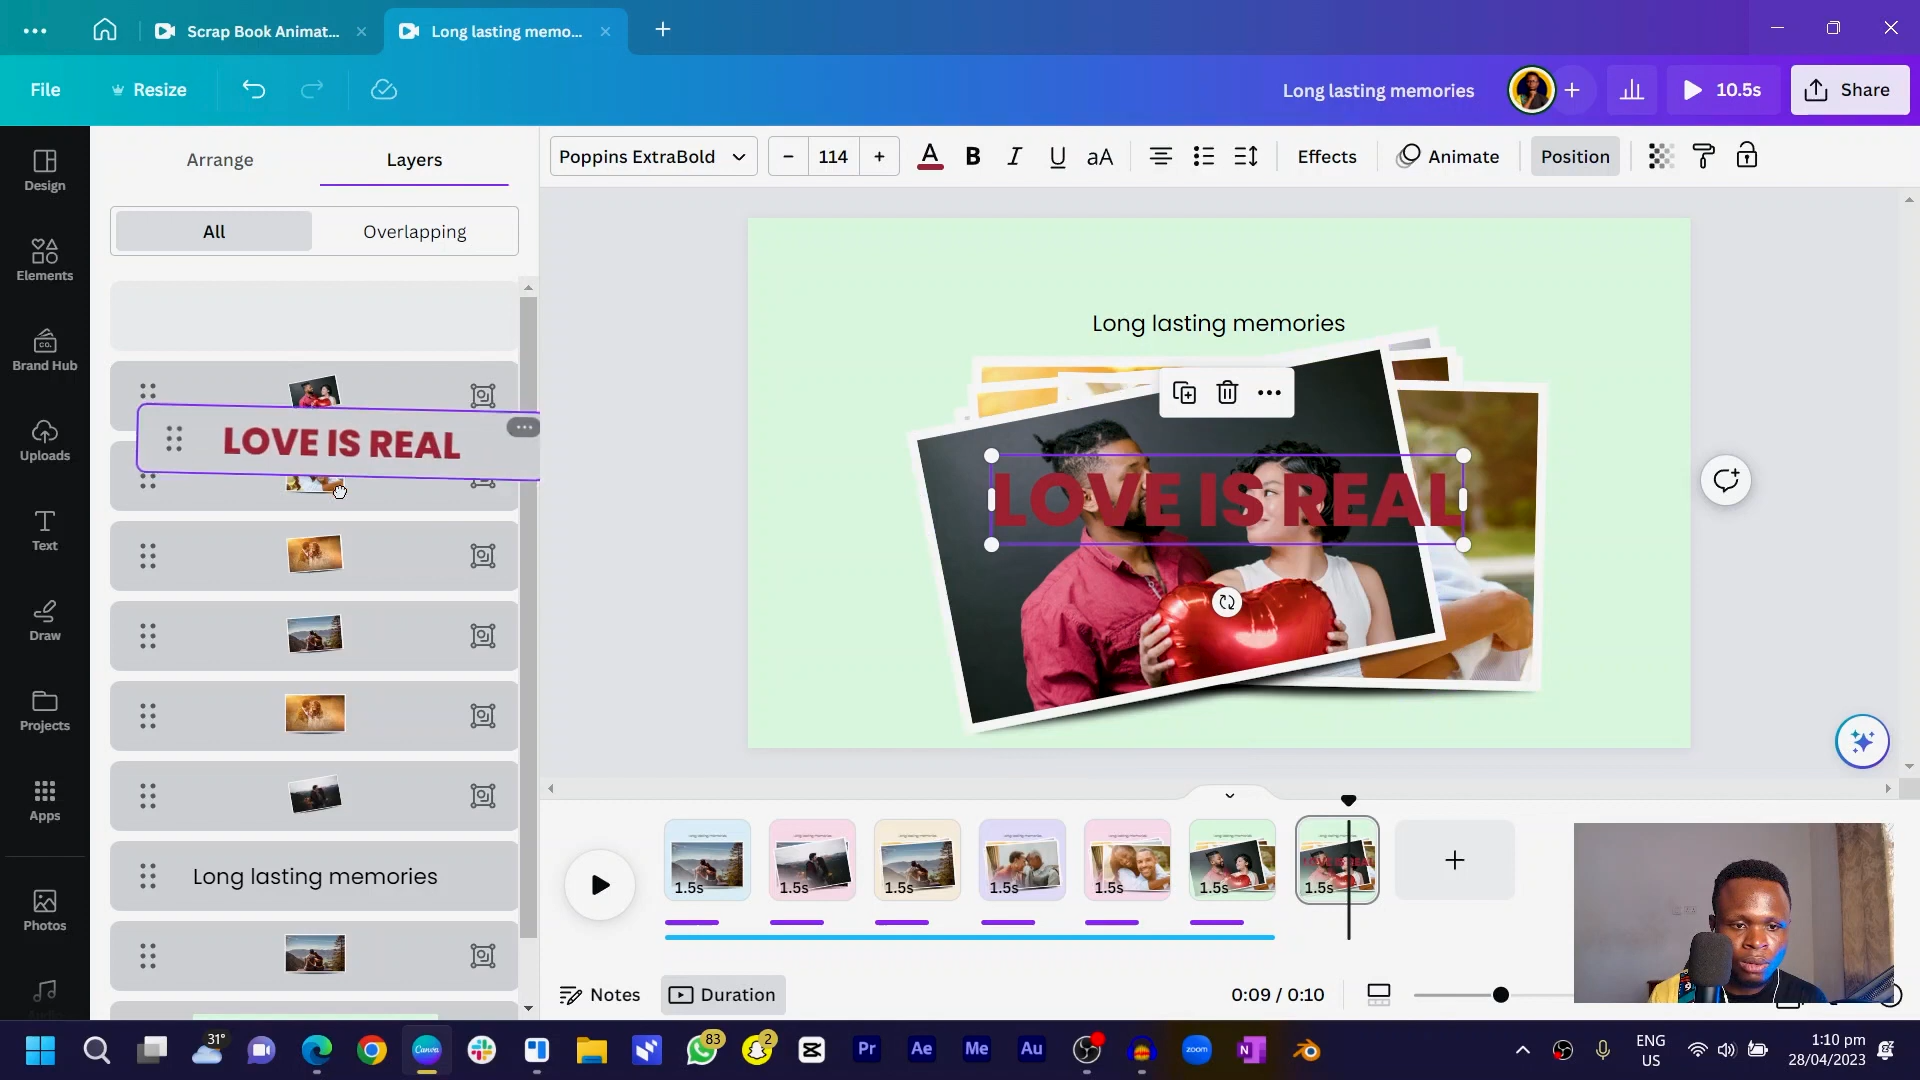 Scrap Book Animat...
Long lasting memo...
File
Resize
Long lasting memories
10.5s
Share
Arrange
Layers
Poppins ExtraBold
114
A
B
I
U
aA
Effects
Animate
Position
Design
Elements
Brand Hub
Uploads
Text
Draw
Projects
Apps
Photos
All
Overlapping
LOVE IS REAL
Long lasting memories
Long lasting memories
LOVE IS REAL
1.5s
1.5s
1.5s
1.5s
1.5s
1.5s
1.5s
Notes
Duration
0:09 / 0:10
31°
Canva
83
2
Pr
Ae
Me
Au
zoom
N
ENG
US
1:10 pm
28/04/2023